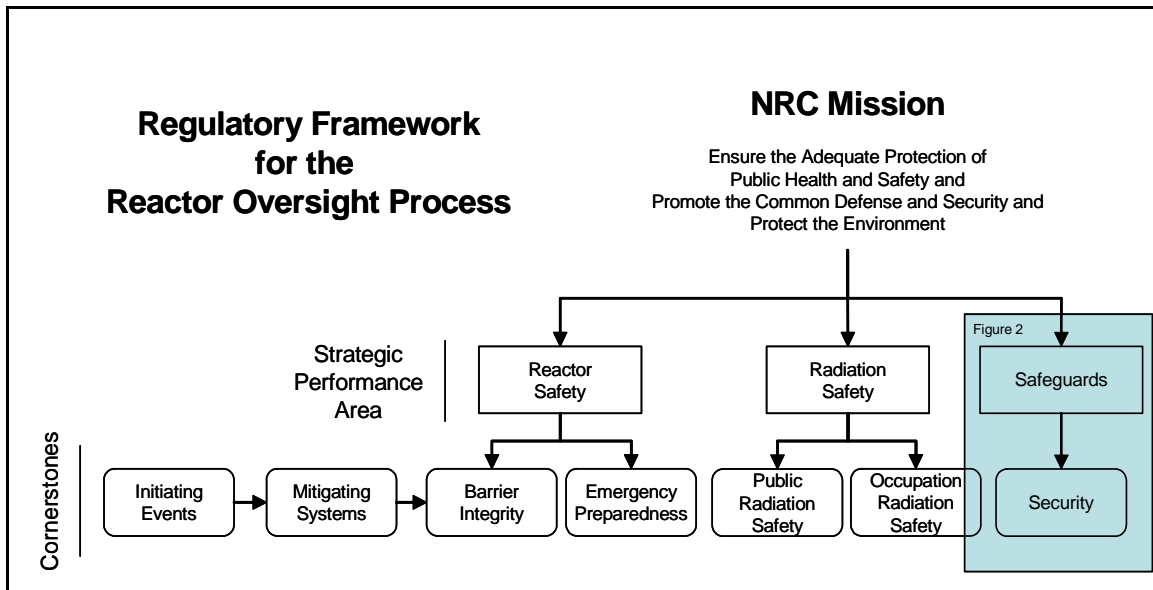 Regulatory Framework
for the
Reactor Oversight Process
NRC Mission
Ensure the Adequate Protection of
Public Health and Safety and
Promote the Common Defense and Security and
Protect the Environment
Figure 2
Strategic
Performance
Area
Reactor
Safety
Radiation
Safety
Safeguards
Cornerstones
Initiating
Events
Mitigating
Systems
Barrier
Integrity
Emergency
Preparedness
Public
Radiation
Safety
Occupation
Radiation
Safety
Security